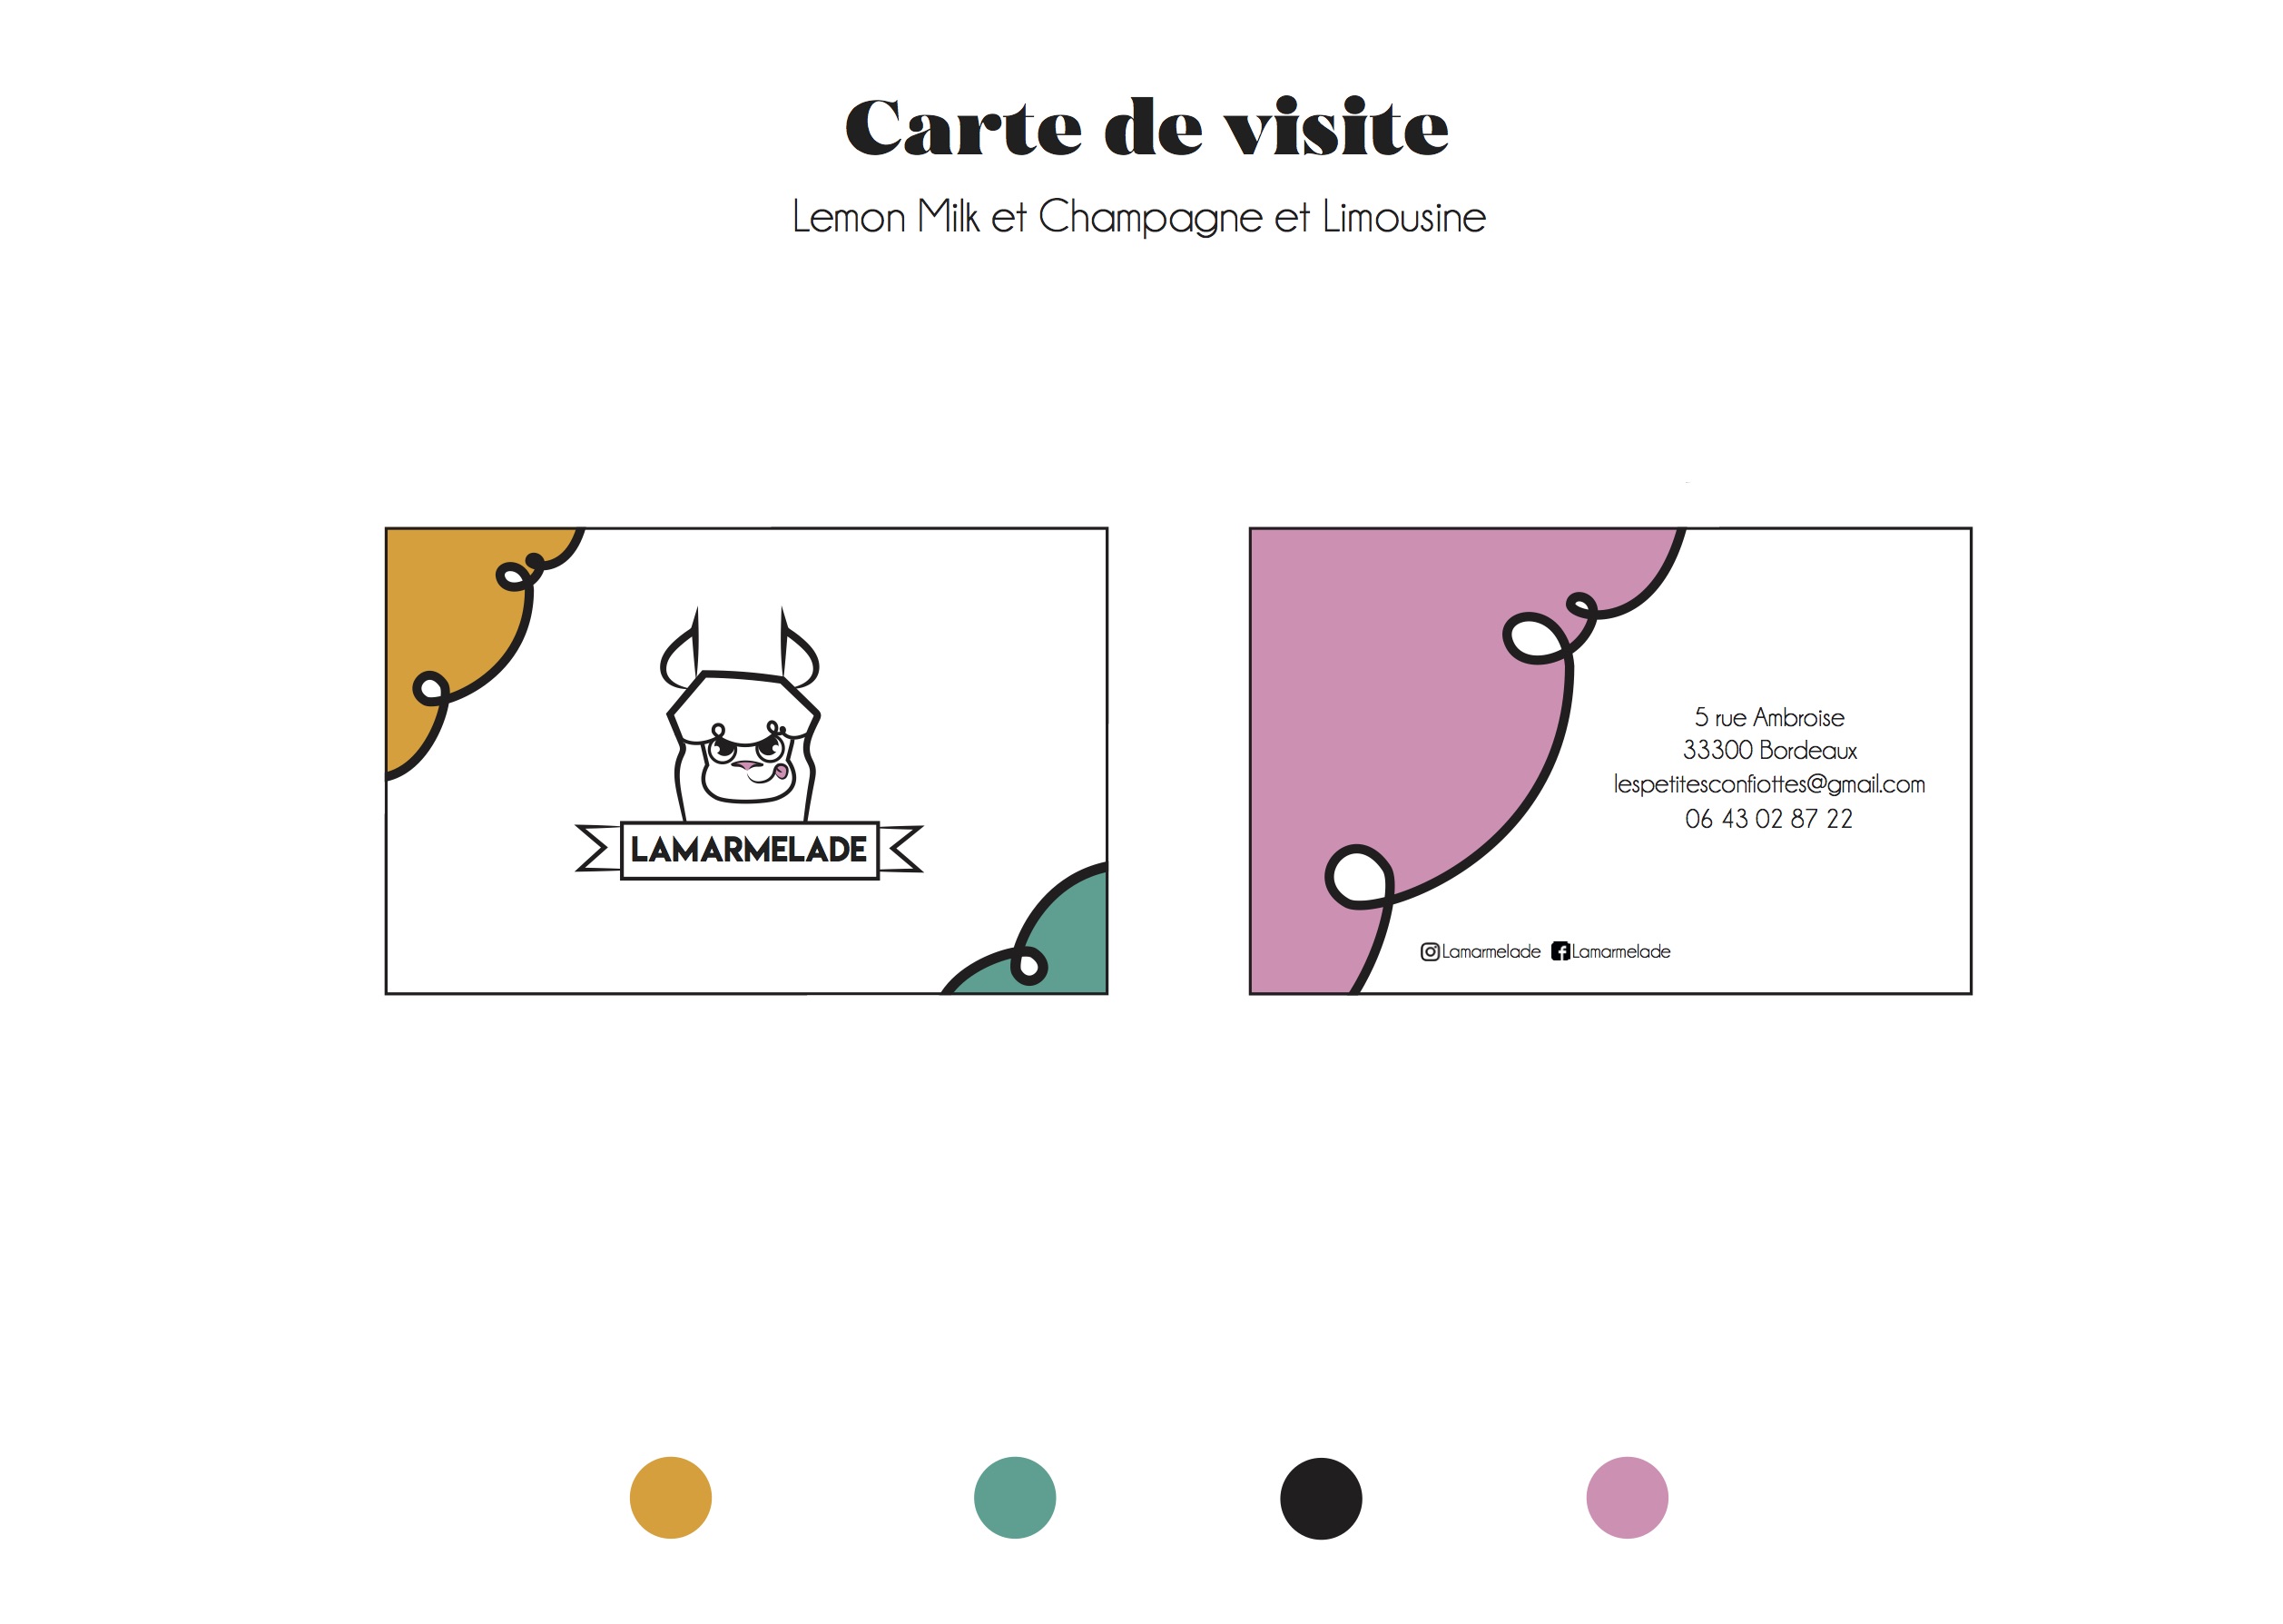 Carte de visite
Lemon Milk et Champagne et Limousine
LAMARMELADE
5 rue Ambroise
33300 Bordeaux
lespetitesconfiottes@gmail.com
06 43 02 87 22
Lamarmelade Lamarmelade